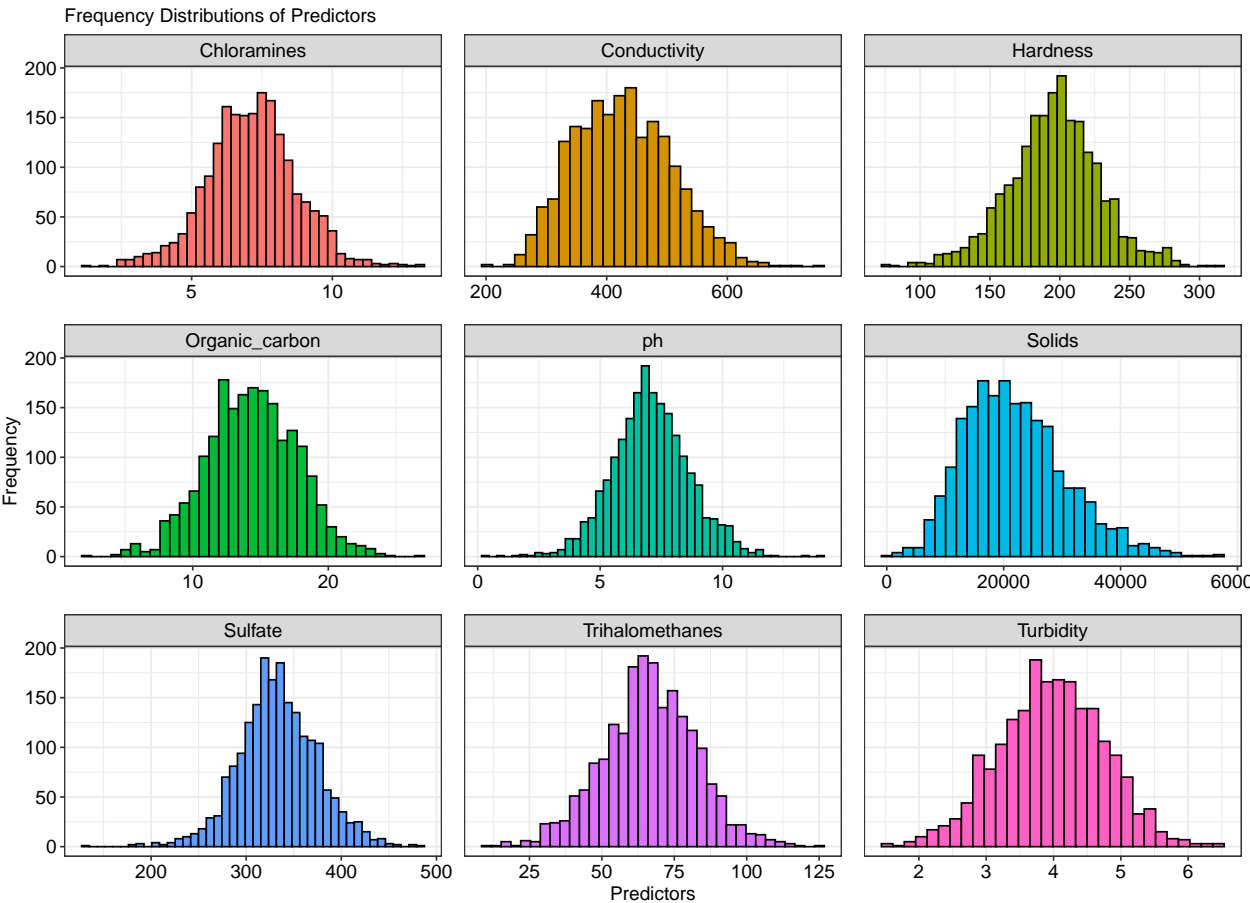 Frequency Distributions of Predictors
Chloramines Conductivity Hardness
200
150
100
50
0
5 10 200 400 600 100 150 200 250 300
Organic_carbon ph Solids
200
150
100
50
0
10 20 0 5 10 0 20000 40000 6000
Frequency
Sulfate Trihalomethanes Turbidity
200
150
100
50
0
200 300 400 500 25 50 75 100 125 2 3 4 5 6
Predictors